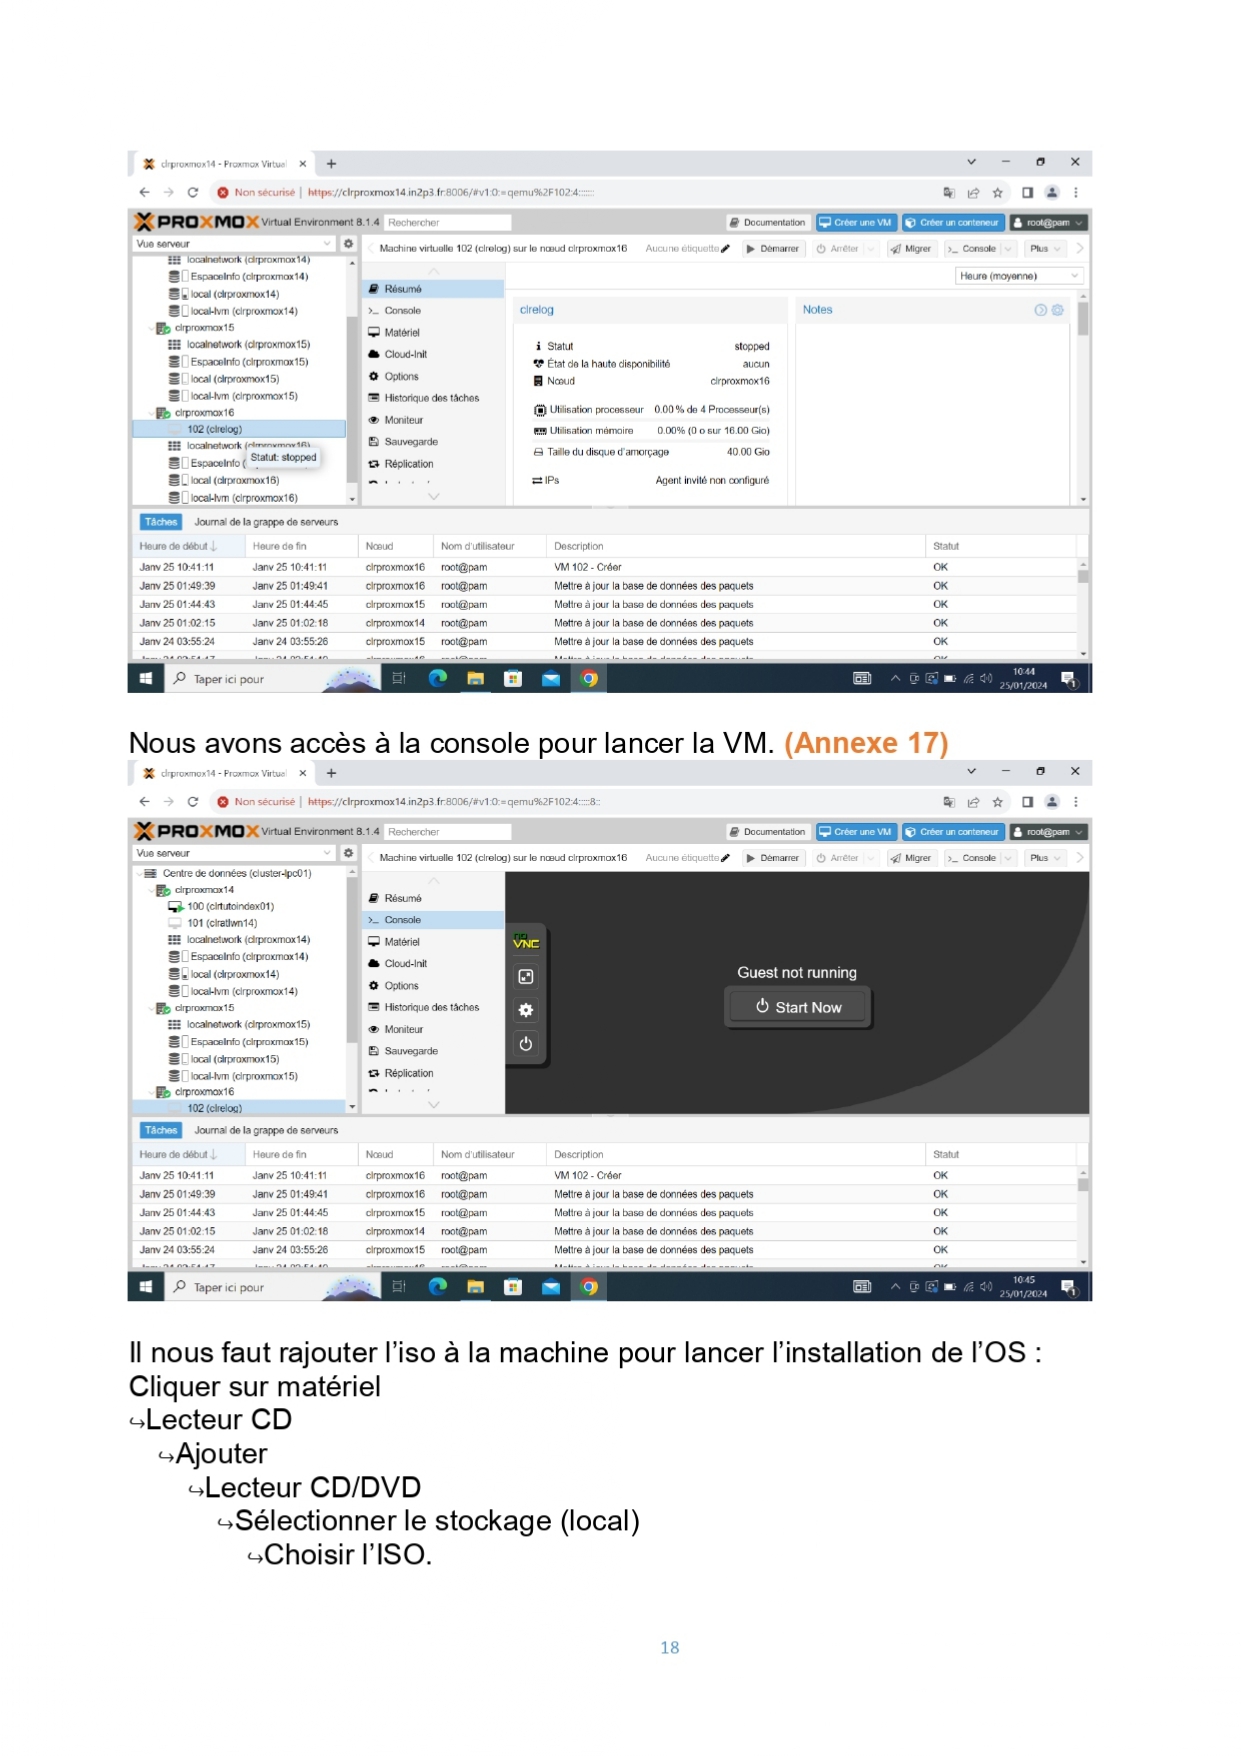 clrproxmox14 - Proxmox Virtual
Non sécurisé | https://clrproxmox14.in2p3.fr:8006/#v1:0:=qemu%2F102:4:::::::
PROXMOX Virtual Environment 8.1.4 Rechercher Documentation Créer une VM Créer un conteneur root@pam
Vue serveur
Machine virtuelle 102 (clrelog) sur le nœud clrproxmox16 Aucune étiquette Démarrer Arrêter Migrer Console Plus
localnetwork (clrproxmox14)
EspaceInfo (clrproxmox14)
local (clrproxmox14)
local-lvm (clrproxmox14)
clrproxmox15
localnetwork (clrproxmox15)
EspaceInfo (clrproxmox15)
local (clrproxmox15)
local-lvm (clrproxmox15)
clrproxmox16
102 (clrelog)
localnetwork (clrproxmox16)
Statut: stopped
EspaceInfo
local (clrproxmox16)
local-lvm (clrproxmox16)
Résumé
Console
Matériel
Cloud-Init
Options
Historique des tâches
Moniteur
Sauvegarde
Réplication
Heure (moyenne)
clrelog
Statut stopped
État de la haute disponibilité aucun
Nœud clrproxmox16
Utilisation processeur 0.00 % de 4 Processeur(s)
Utilisation mémoire 0.00% (0 o sur 16.00 Gio)
Taille du disque d'amorçage 40.00 Gio
IPs Agent invité non configuré
Notes
Tâches Journal de la grappe de serveurs
Heure de début Heure de fin Nœud Nom d'utilisateur Description Statut
Janv 25 10:41:11 Janv 25 10:41:11 clrproxmox16 root@pam VM 102 - Créer OK
Janv 25 01:49:39 Janv 25 01:49:41 clrproxmox16 root@pam Mettre à jour la base de données des paquets OK
Janv 25 01:44:43 Janv 25 01:44:45 clrproxmox15 root@pam Mettre à jour la base de données des paquets OK
Janv 25 01:02:15 Janv 25 01:02:18 clrproxmox14 root@pam Mettre à jour la base de données des paquets OK
Janv 24 03:55:24 Janv 24 03:55:26 clrproxmox15 root@pam Mettre à jour la base de données des paquets OK
Taper ici pour
10:44
25/01/2024
Nous avons accès à la console pour lancer la VM. (Annexe 17)
clrproxmox14 - Proxmox Virtual
Non sécurisé | https://clrproxmox14.in2p3.fr:8006/#v1:0:=qemu%2F102:4:::::8::
PROXMOX Virtual Environment 8.1.4 Rechercher Documentation Créer une VM Créer un conteneur root@pam
Vue serveur
Machine virtuelle 102 (clrelog) sur le nœud clrproxmox16 Aucune étiquette Démarrer Arrêter Migrer Console Plus
Centre de données (cluster-lpc01)
clrproxmox14
100 (clrtutoindex01)
101 (clratlwn14)
localnetwork (clrproxmox14)
EspaceInfo (clrproxmox14)
local (clrproxmox14)
local-lvm (clrproxmox14)
clrproxmox15
localnetwork (clrproxmox15)
EspaceInfo (clrproxmox15)
local (clrproxmox15)
local-lvm (clrproxmox15)
clrproxmox16
102 (clrelog)
Résumé
Console
Matériel
Cloud-Init
Options
Historique des tâches
Moniteur
Sauvegarde
Réplication
no
VNC
Guest not running
Start Now
Tâches Journal de la grappe de serveurs
Heure de début Heure de fin Nœud Nom d'utilisateur Description Statut
Janv 25 10:41:11 Janv 25 10:41:11 clrproxmox16 root@pam VM 102 - Créer OK
Janv 25 01:49:39 Janv 25 01:49:41 clrproxmox16 root@pam Mettre à jour la base de données des paquets OK
Janv 25 01:44:43 Janv 25 01:44:45 clrproxmox15 root@pam Mettre à jour la base de données des paquets OK
Janv 25 01:02:15 Janv 25 01:02:18 clrproxmox14 root@pam Mettre à jour la base de données des paquets OK
Janv 24 03:55:24 Janv 24 03:55:26 clrproxmox15 root@pam Mettre à jour la base de données des paquets OK
Taper ici pour
10:45
25/01/2024
Il nous faut rajouter l’iso à la machine pour lancer l’installation de l’OS :
Cliquer sur matériel
↪Lecteur CD
↪Ajouter
↪Lecteur CD/DVD
↪Sélectionner le stockage (local)
↪Choisir l’ISO.
18